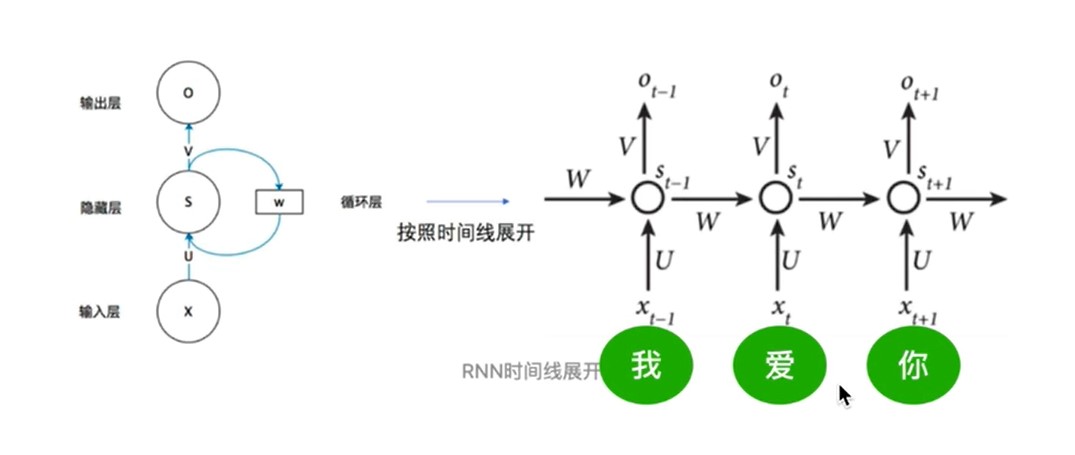 输出层
O
V
隐藏层
S
W
循环层
U
输入层
X
按照时间线展开
o_{t-1}
o_t
o_{t+1}
V
V
V
W
s_{t-1}
s_t
s_{t+1}
W
W
W
U
U
U
x_{t-1}
x_t
x_{t+1}
RNN时间线展开
我
爱
你